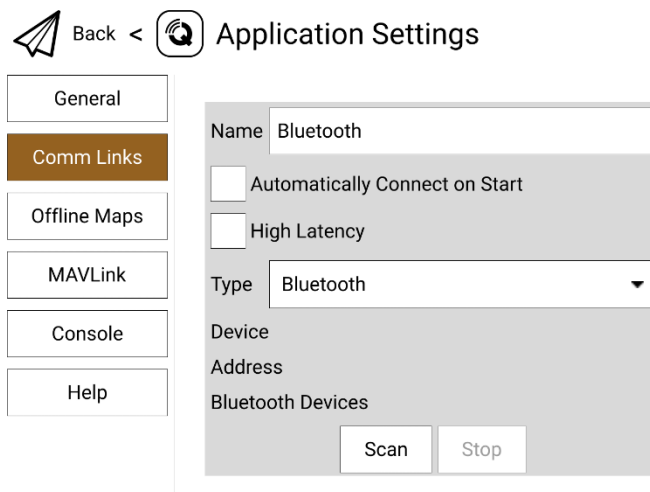 Back < Application Settings
General
Comm Links
Offline Maps
MAVLink
Console
Help
Name Bluetooth
Automatically Connect on Start
High Latency
Type Bluetooth
Device
Address
Bluetooth Devices
Scan Stop